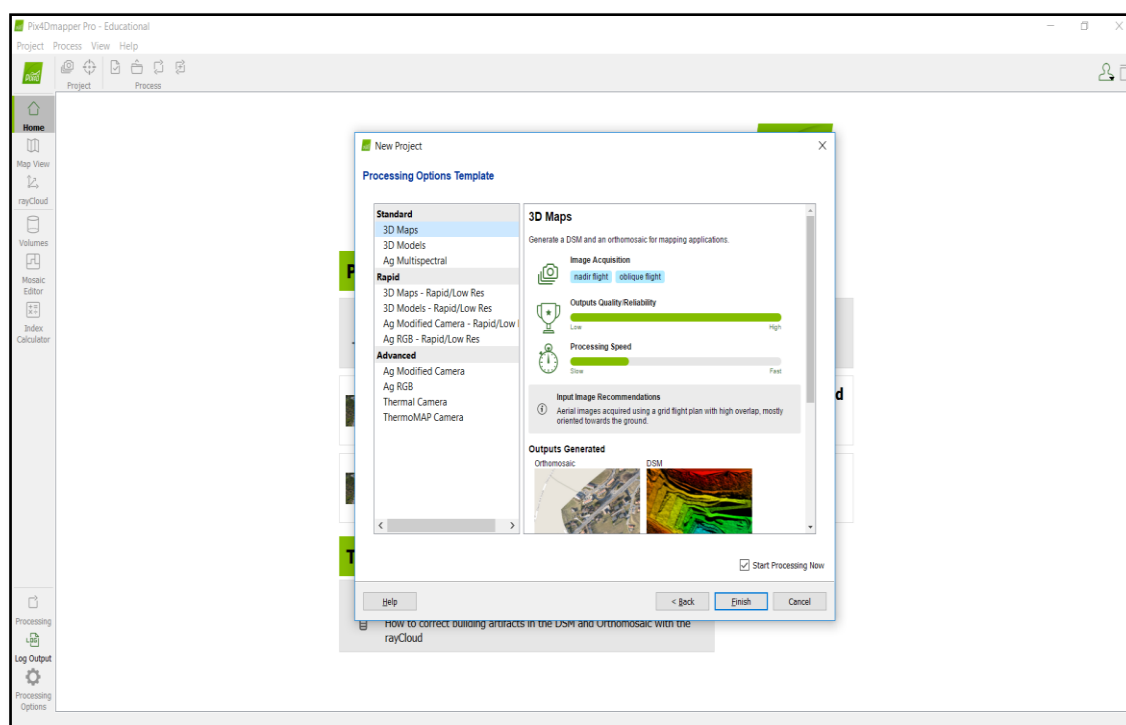 Pix4Dmapper Pro - Educational
Project Process View Help
Project
Process
Home
Map View
rayCloud
Volumes
Mosaic
Editor
Index
Calculator
Processing
Log Output
Processing
Options
New Project
Processing Options Template
Standard
3D Maps
3D Models
Ag Multispectral
Rapid
3D Maps - Rapid/Low Res
3D Models - Rapid/Low Res
Ag Modified Camera - Rapid/Low
Ag RGB - Rapid/Low Res
Advanced
Ag Modified Camera
Ag RGB
Thermal Camera
ThermoMAP Camera
3D Maps
Generate a DSM and an orthomosaic for mapping applications.
Image Acquisition
nadir flight oblique flight
Outputs Quality/Reliability
Low High
Processing Speed
Slow Fast
Input Image Recommendations
Aerial images acquired using a grid flight plan with high overlap, mostly
oriented towards the ground.
Outputs Generated
Orthomosaic DSM
Start Processing Now
Help < Back Finish Cancel
How to correct building artifacts in the DSM and Orthomosaic with the
rayCloud